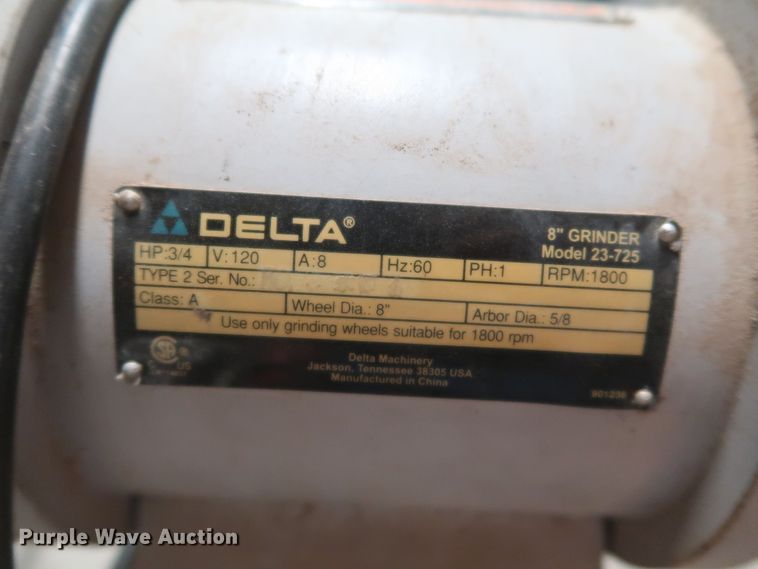 DELTA®
8" GRINDER
Model 23-725
HP:3/4 V:120 A:8 Hz:60 PH:1 RPM:1800
TYPE 2 Ser. No.:
Class: A Wheel Dia.: 8" Arbor Dia.: 5/8
Use only grinding wheels suitable for 1800 rpm
Delta Machinery
Jackson, Tennessee 38305 USA
Manufactured in China
C US
901236
Purple Wave Auction